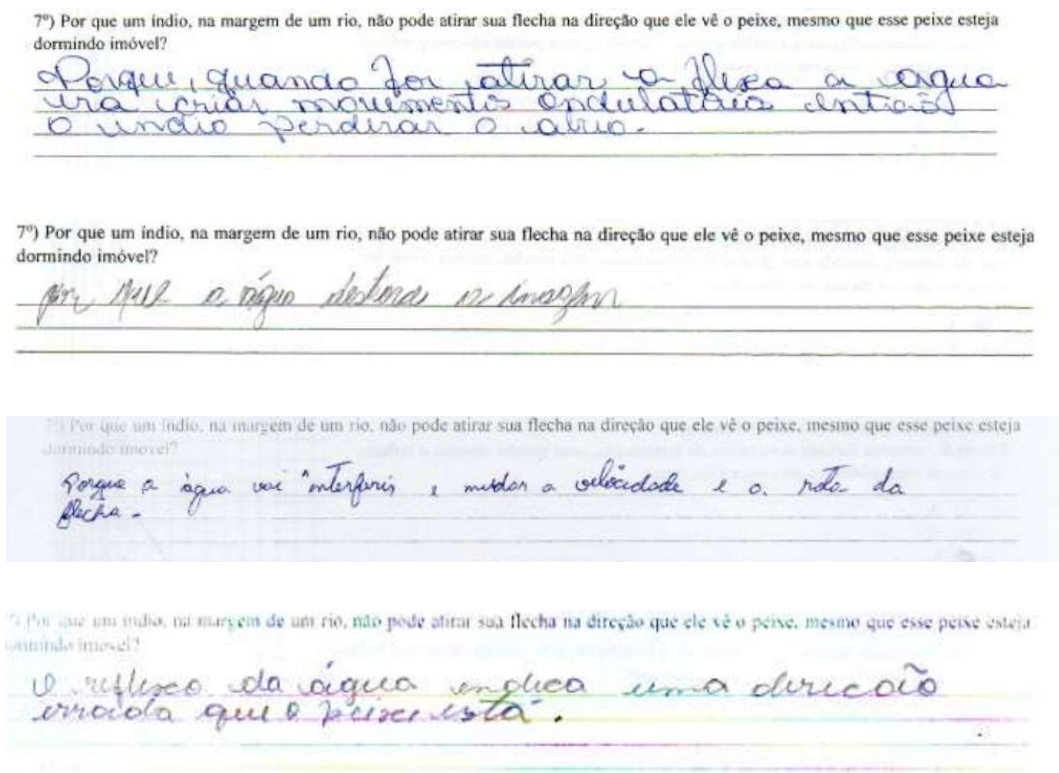 7º) Por que um índio, na margem de um rio, não pode atirar sua flecha na direção que ele vê o peixe, mesmo que esse peixe esteja
dormindo imóvel?
Porque, quando for atirar a flexa a agua
ira criar movimentos ondulatórios então
o indio perderar o alvo.
7º) Por que um índio, na margem de um rio, não pode atirar sua flecha na direção que ele vê o peixe, mesmo que esse peixe esteja
dormindo imóvel?
por que a água destorce a imagem
7º) Por que um índio, na margem de um rio, não pode atirar sua flecha na direção que ele vê o peixe, mesmo que esse peixe esteja
dormindo imovel?
Porque a água vai interferis, e mudar a velócidade e a rota da
flecha.
Por que um índio, na margem de um rio, não pode atirar sua flecha na direção que ele vê o peixe, mesmo que esse peixe esteja
dormindo imovel?
O reflexo da água indica uma direcão
errada que o peixe está.